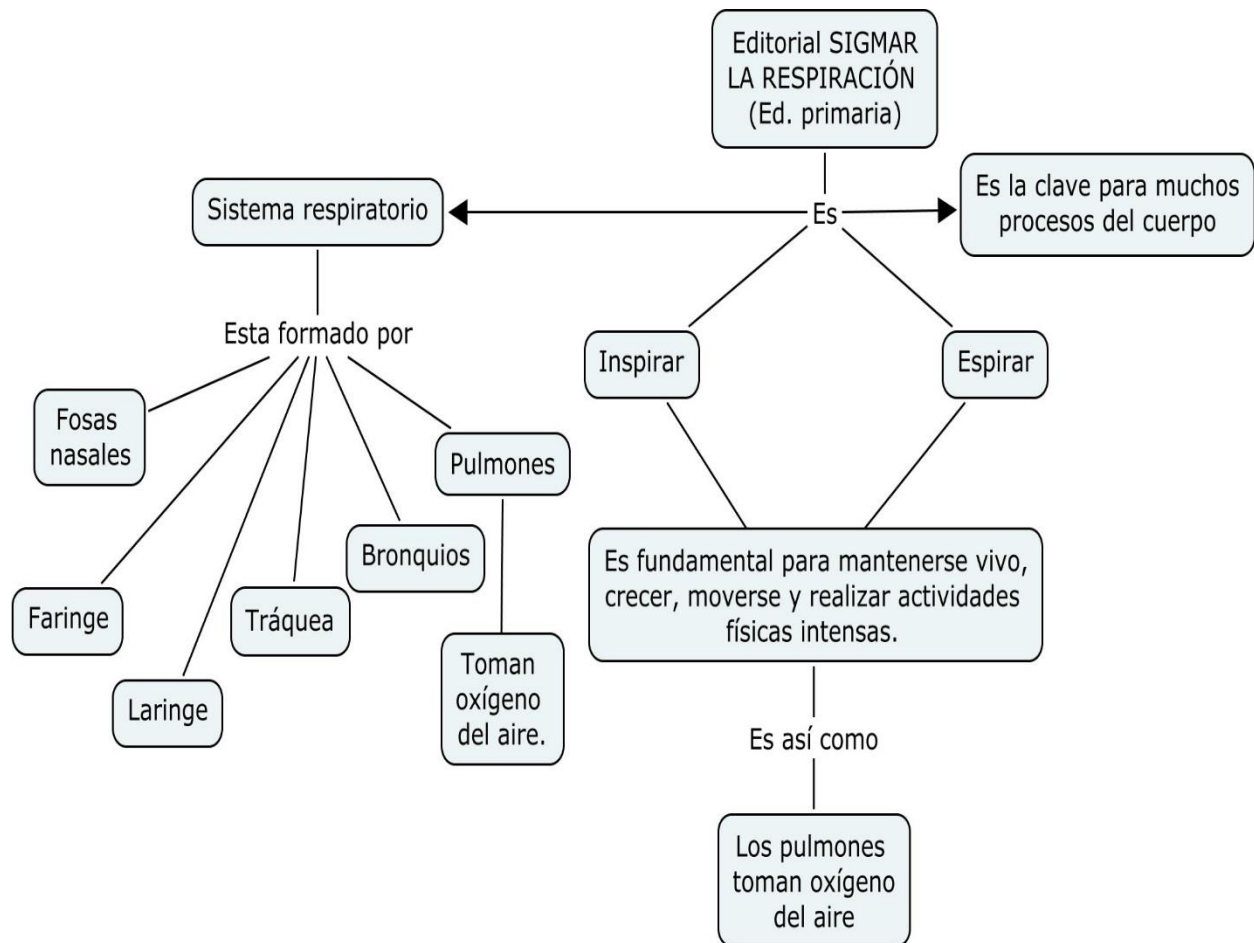 Editorial SIGMAR
LA RESPIRACIÓN
(Ed. primaria)
Es la clave para muchos
procesos del cuerpo
Sistema respiratorio
Es
Esta formado por
Inspirar
Espirar
Fosas
nasales
Pulmones
Bronquios
Faringe
Tráquea
Laringe
Toman
oxígeno
del aire.
Es fundamental para mantenerse vivo,
crecer, moverse y realizar actividades
físicas intensas.
Es así como
Los pulmones
toman oxígeno
del aire